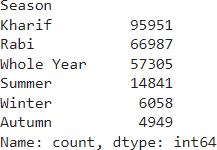 Season
Kharif 95951
Rabi 66987
Whole Year 57305
Summer 14841
Winter 6058
Autumn 4949
Name: count, dtype: int64